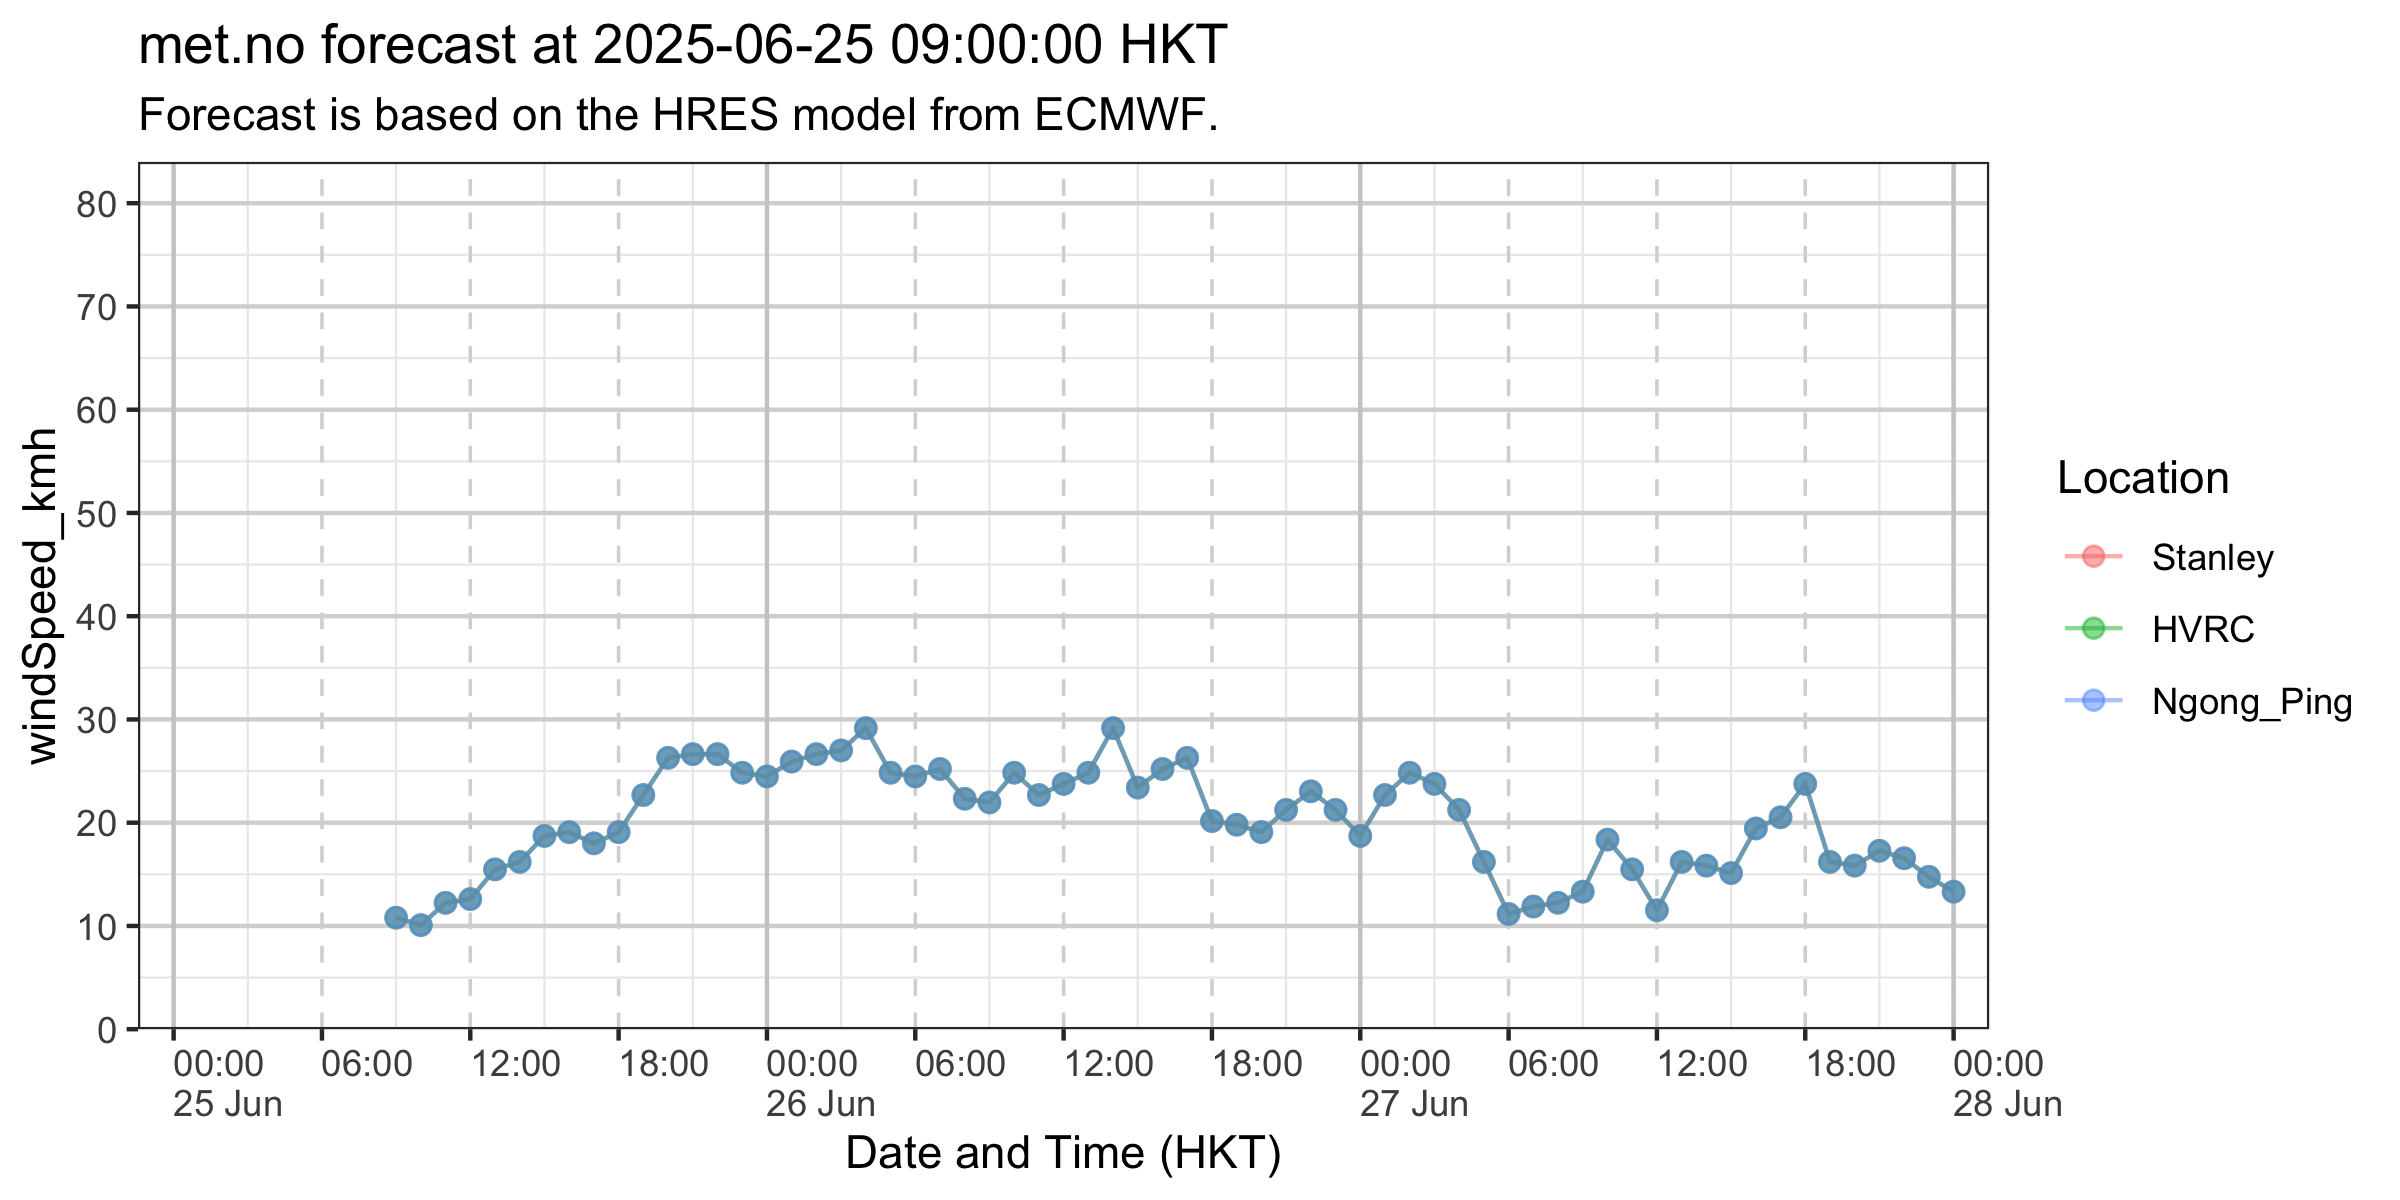 met.no forecast at 2025-06-25 09:00:00 HKT
Forecast is based on the HRES model from ECMWF.
windSpeed_kmh
80
70
60
50
40
30
20
10
0
00:00 06:00 12:00 18:00 00:00 06:00 12:00 18:00 00:00 06:00 12:00 18:00 00:00
25 Jun 26 Jun 27 Jun 28 Jun
Date and Time (HKT)
Location
Stanley
HVRC
Ngong_Ping